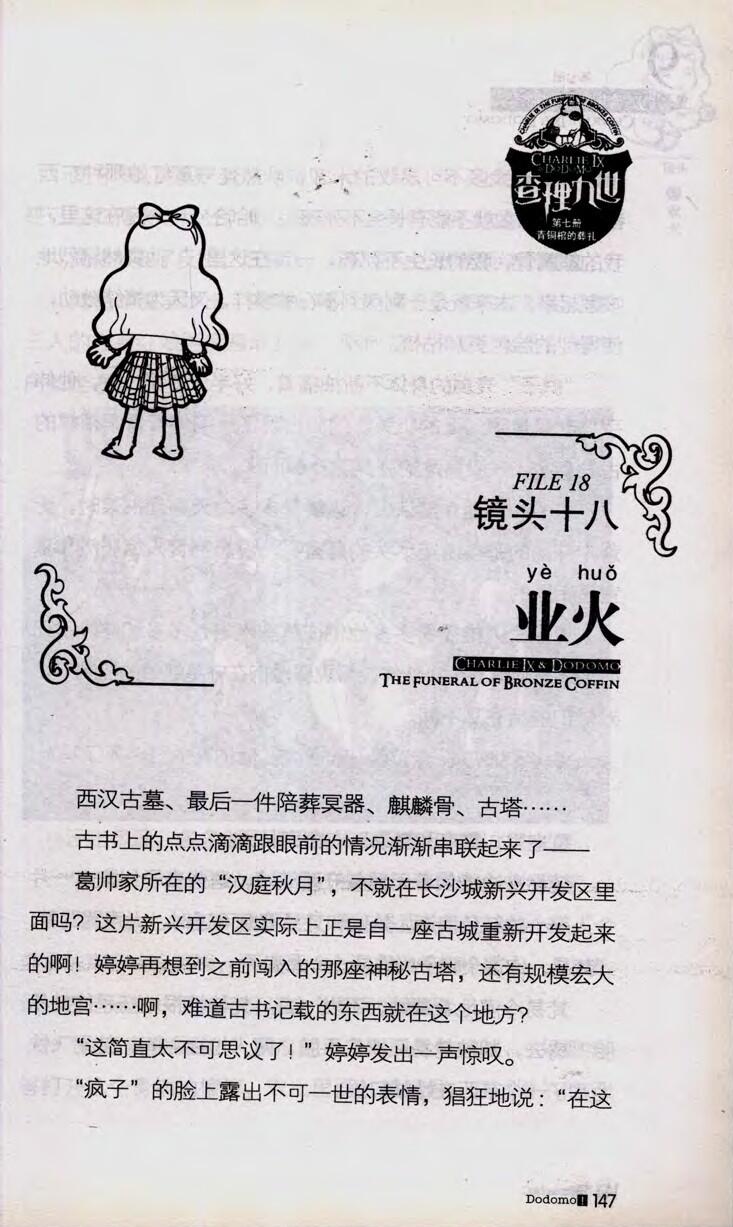 CHARLIE IX THE FUNERAL OF BRONZE COFFIN
CHARLIE IX
& DODOMO
查理九世
第七册
青铜棺的葬礼
FILE 18
镜头十八
yè huǒ
业火
CHARLIE IX & DODOMO
THE FUNERAL OF BRONZE COFFIN
西汉古墓、最后一件陪葬冥器、麒麟骨、古塔……
古书上的点点滴滴跟眼前的情况渐渐串联起来了——
葛帅家所在的“汉庭秋月”,不就在长沙城新兴开发区里
面吗?这片新兴开发区实际上正是自一座古城重新开发起来
的啊!婷婷再想到之前闯入的那座神秘古塔,还有规模宏大
的地宫……啊,难道古书记载的东西就在这个地方?
“这简直太不可思议了!”婷婷发出一声惊叹。
“疯子”的脸上露出不可一世的表情,猖狂地说:“在这
Dodomo 147